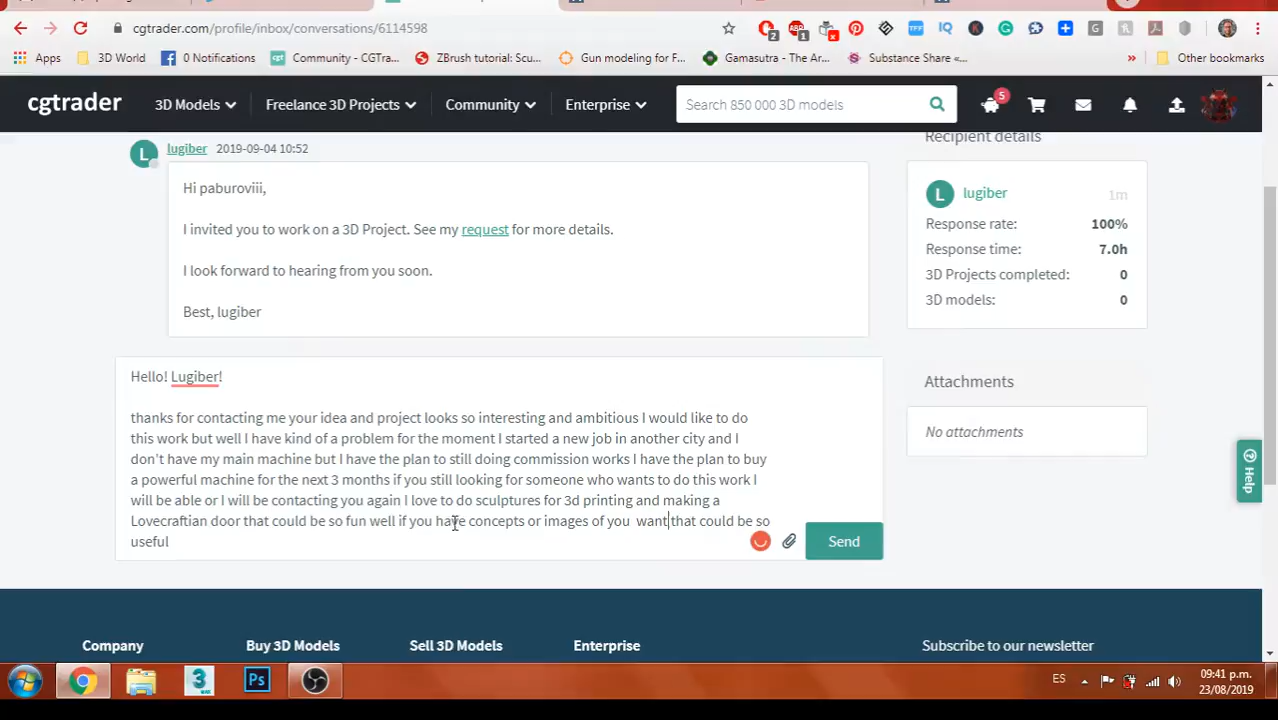 cgtrader.com/profile/inbox/conversations/6114598
Apps 3D World 0 Notifications Community - CGTra... ZBrush tutorial: Scu... Gun modeling for F... Gamasutra - The Ar... Substance Share «... » Other bookmarks
cgtrader 3D Models Freelance 3D Projects Community Enterprise Search 850 000 3D models 5
lugiber 2019-09-04 10:52
Hi paburoviii,
I invited you to work on a 3D Project. See my request for more details.
I look forward to hearing from you soon.
Best, lugiber
Recipient details
L lugiber 1m
Response rate: 100%
Response time: 7.0h
3D Projects completed: 0
3D models: 0
Attachments
No attachments
Hello! Lugiber!
thanks for contacting me your idea and project looks so interesting and ambitious I would like to do
this work but well I have kind of a problem for the moment I started a new job in another city and I
don't have my main machine but I have the plan to still doing commission works I have the plan to buy
a powerful machine for the next 3 months if you still looking for someone who wants to do this work I
will be able or I will be contacting you again I love to do sculptures for 3d printing and making a
Lovecraftian door that could be so fun well if you have concepts or images of you want that could be so
useful
Send
Help
Company Buy 3D Models Sell 3D Models Enterprise Subscribe to our newsletter
Ps ES 09:41 p.m.
23/08/2019